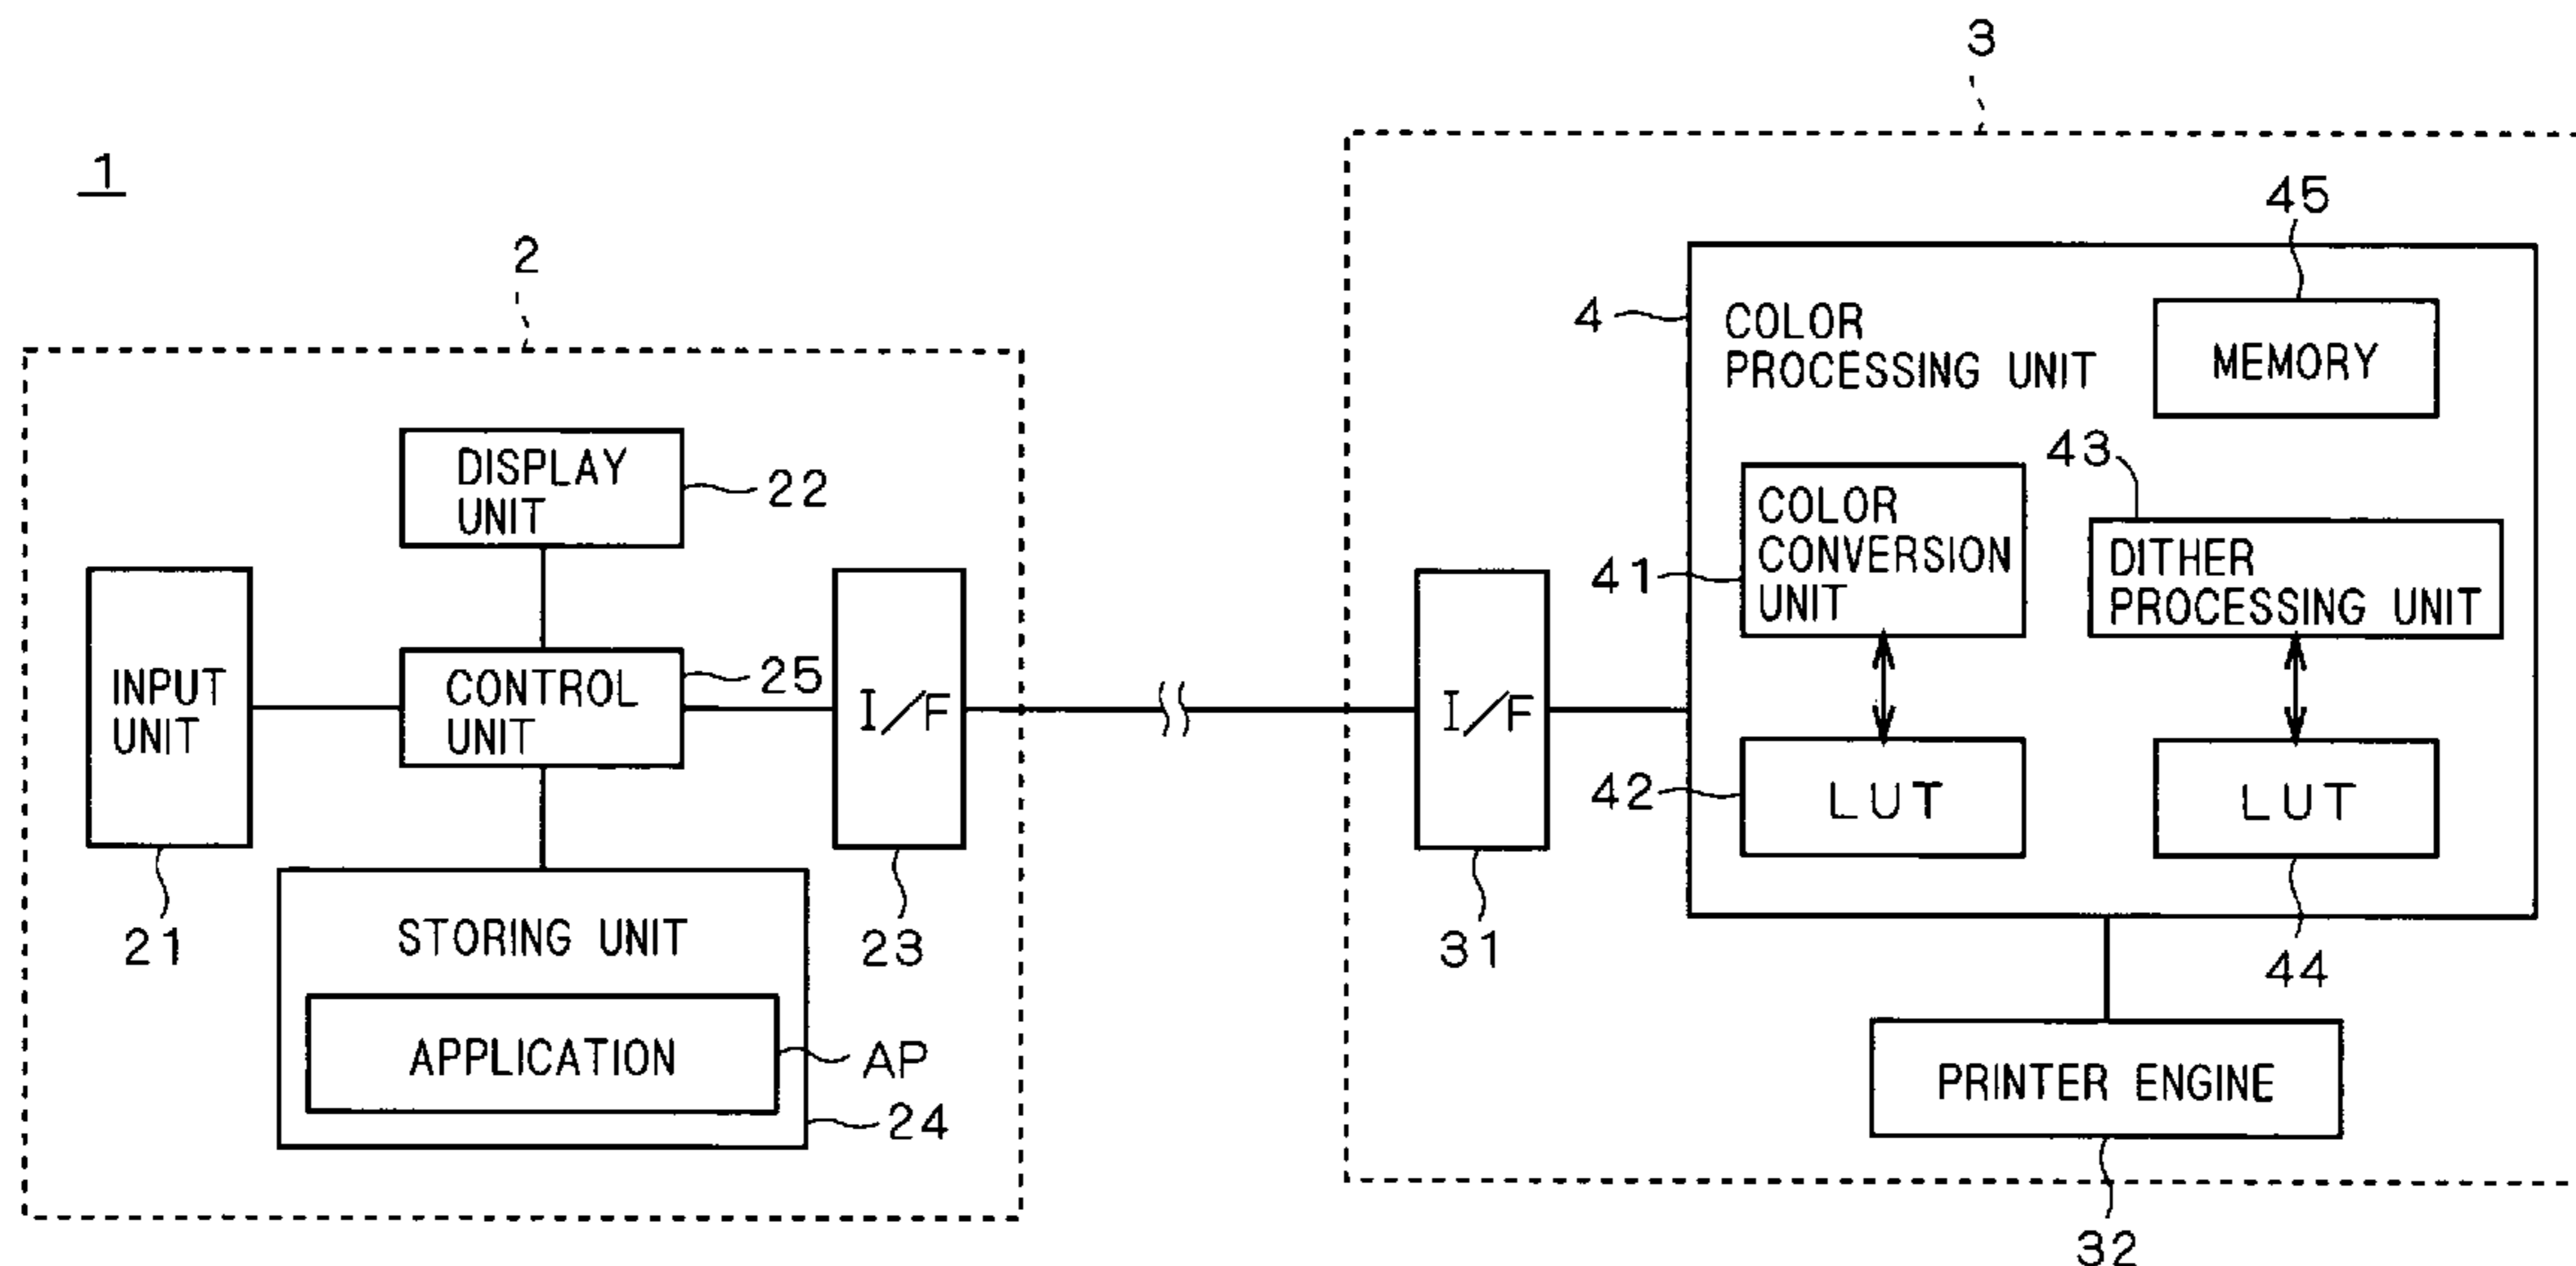 1
2
DISPLAY
UNIT
22
INPUT
UNIT
21
CONTROL
UNIT
25
I/F
23
STORING UNIT
APPLICATION
AP
24
3
I/F
31
4
COLOR
PROCESSING UNIT
45
MEMORY
COLOR
CONVERSION
UNIT
41
43
DITHER
PROCESSING UNIT
42
LUT
LUT
44
PRINTER ENGINE
32